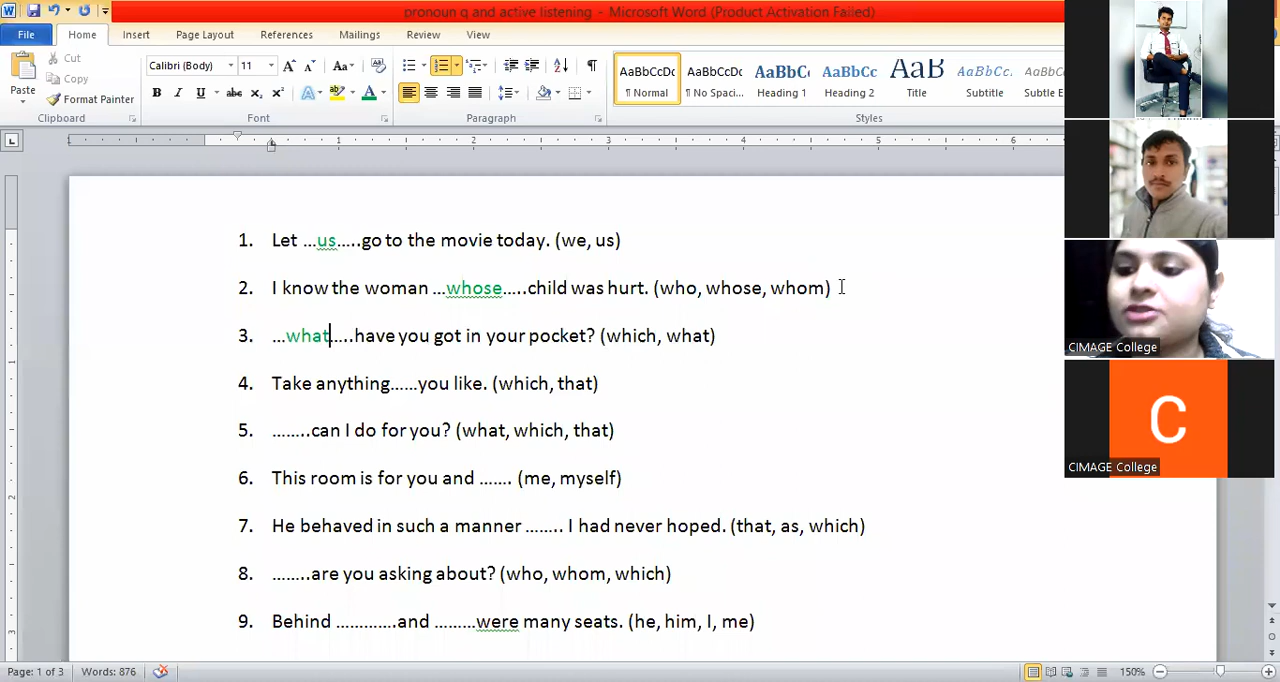 pronoun q and active listening - Microsoft Word (Product Activation Failed)
File Home Insert Page Layout References Mailings Review View
Paste
Cut
Copy
Format Painter
Clipboard
Calibri (Body) 11
Font
Paragraph
AaBbCcDc AaBbCcDc AaBbCc AaBbCc AaB AaBbCc. AaBbCc
¶ Normal ¶ No Spaci... Heading 1 Heading 2 Title Subtitle Subtle E
Styles
1. Let …us…..go to the movie today. (we, us)
2. I know the woman …whose…..child was hurt. (who, whose, whom)
3. …what…..have you got in your pocket? (which, what)
4. Take anything……you like. (which, that)
5. ……..can I do for you? (what, which, that)
6. This room is for you and ……. (me, myself)
7. He behaved in such a manner …….. I had never hoped. (that, as, which)
8. ……..are you asking about? (who, whom, which)
9. Behind ………….and ………were many seats. (he, him, I, me)
CIMAGE College
C
CIMAGE College
Page: 1 of 3 Words: 876 150%